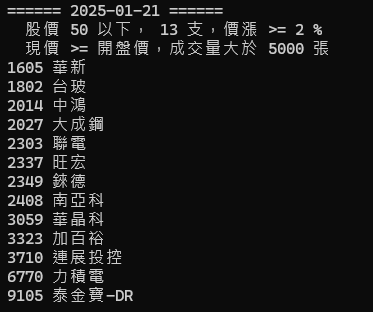 ====== 2025-01-21 ======
股價 50 以下, 13 支，價漲 >= 2 %
現價 >= 開盤價，成交量大於 5000 張
1605 華新
1802 台玻
2014 中鴻
2027 大成鋼
2303 聯電
2337 旺宏
2349 錸德
2408 南亞科
3059 華晶科
3323 加百裕
3710 連展投控
6770 力積電
9105 泰金寶-DR